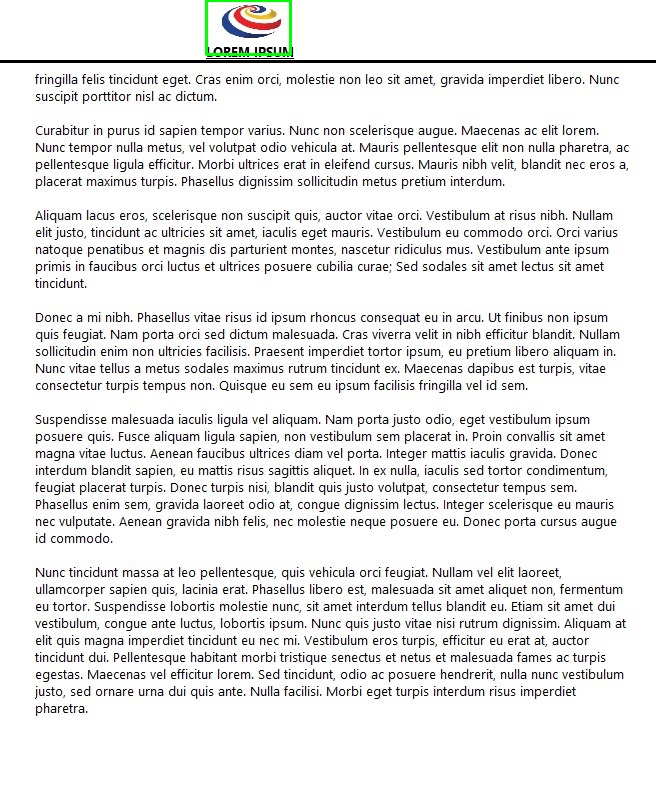 LOREM IPSUM
fringilla felis tincidunt eget. Cras enim orci, molestie non leo sit amet, gravida imperdiet libero. Nunc
suscipit porttitor nisl ac dictum.
Curabitur in purus id sapien tempor varius. Nunc non scelerisque augue. Maecenas ac elit lorem.
Nunc tempor nulla metus, vel volutpat odio vehicula at. Mauris pellentesque elit non nulla pharetra, ac
pellentesque ligula efficitur. Morbi ultrices erat in eleifend cursus. Mauris nibh velit, blandit nec eros a,
placerat maximus turpis. Phasellus dignissim sollicitudin metus pretium interdum.
Aliquam lacus eros, scelerisque non suscipit quis, auctor vitae orci. Vestibulum at risus nibh. Nullam
elit justo, tincidunt ac ultricies sit amet, iaculis eget mauris. Vestibulum eu commodo orci. Orci varius
natoque penatibus et magnis dis parturient montes, nascetur ridiculus mus. Vestibulum ante ipsum
primis in faucibus orci luctus et ultrices posuere cubilia curae; Sed sodales sit amet lectus sit amet
tincidunt.
Donec a mi nibh. Phasellus vitae risus id ipsum rhoncus consequat eu in arcu. Ut finibus non ipsum
quis feugiat. Nam porta orci sed dictum malesuada. Cras viverra velit in nibh efficitur blandit. Nullam
sollicitudin enim non ultricies facilisis. Praesent imperdiet tortor ipsum, eu pretium libero aliquam in.
Nunc vitae tellus a metus sodales maximus rutrum tincidunt ex. Maecenas dapibus est turpis, vitae
consectetur turpis tempus non. Quisque eu sem eu ipsum facilisis fringilla vel id sem.
Suspendisse malesuada iaculis ligula vel aliquam. Nam porta justo odio, eget vestibulum ipsum
posuere quis. Fusce aliquam ligula sapien, non vestibulum sem placerat in. Proin convallis sit amet
magna vitae luctus. Aenean faucibus ultrices diam vel porta. Integer mattis iaculis gravida. Donec
interdum blandit sapien, eu mattis risus sagittis aliquet. In ex nulla, iaculis sed tortor condimentum,
feugiat placerat turpis. Donec turpis nisi, blandit quis justo volutpat, consectetur tempus sem.
Phasellus enim sem, gravida laoreet odio at, congue dignissim lectus. Integer scelerisque eu mauris
nec vulputate. Aenean gravida nibh felis, nec molestie neque posuere eu. Donec porta cursus augue
id commodo.
Nunc tincidunt massa at leo pellentesque, quis vehicula orci feugiat. Nullam vel elit laoreet,
ullamcorper sapien quis, lacinia erat. Phasellus libero est, malesuada sit amet aliquet non, fermentum
eu tortor. Suspendisse lobortis molestie nunc, sit amet interdum tellus blandit eu. Etiam sit amet dui
vestibulum, congue ante luctus, lobortis ipsum. Nunc quis justo vitae nisi rutrum dignissim. Aliquam at
elit quis magna imperdiet tincidunt eu nec mi. Vestibulum eros turpis, efficitur eu erat at, auctor
tincidunt dui. Pellentesque habitant morbi tristique senectus et netus et malesuada fames ac turpis
egestas. Maecenas vel efficitur lorem. Sed tincidunt, odio ac posuere hendrerit, nulla nunc vestibulum
justo, sed ornare urna dui quis ante. Nulla facilisi. Morbi eget turpis interdum risus imperdiet
pharetra.